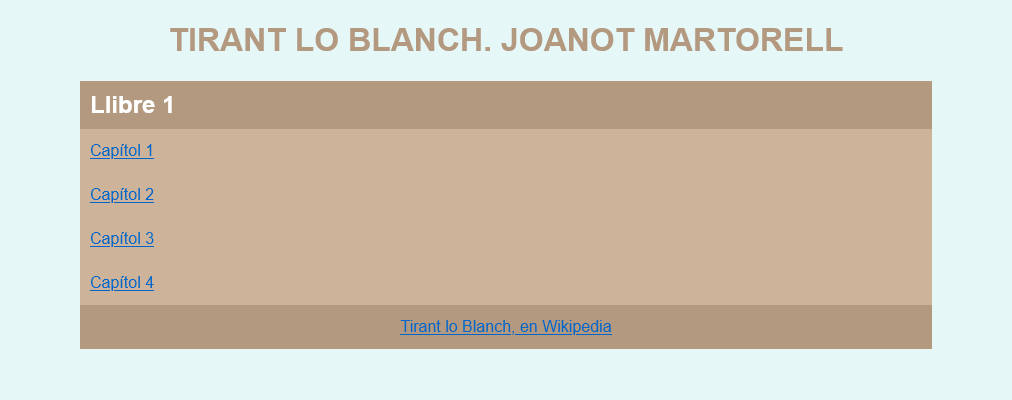 TIRANT LO BLANCH. JOANOT MARTORELL
Llibre 1
Capítol 1
Capítol 2
Capítol 3
Capítol 4
Tirant lo Blanch, en Wikipedia